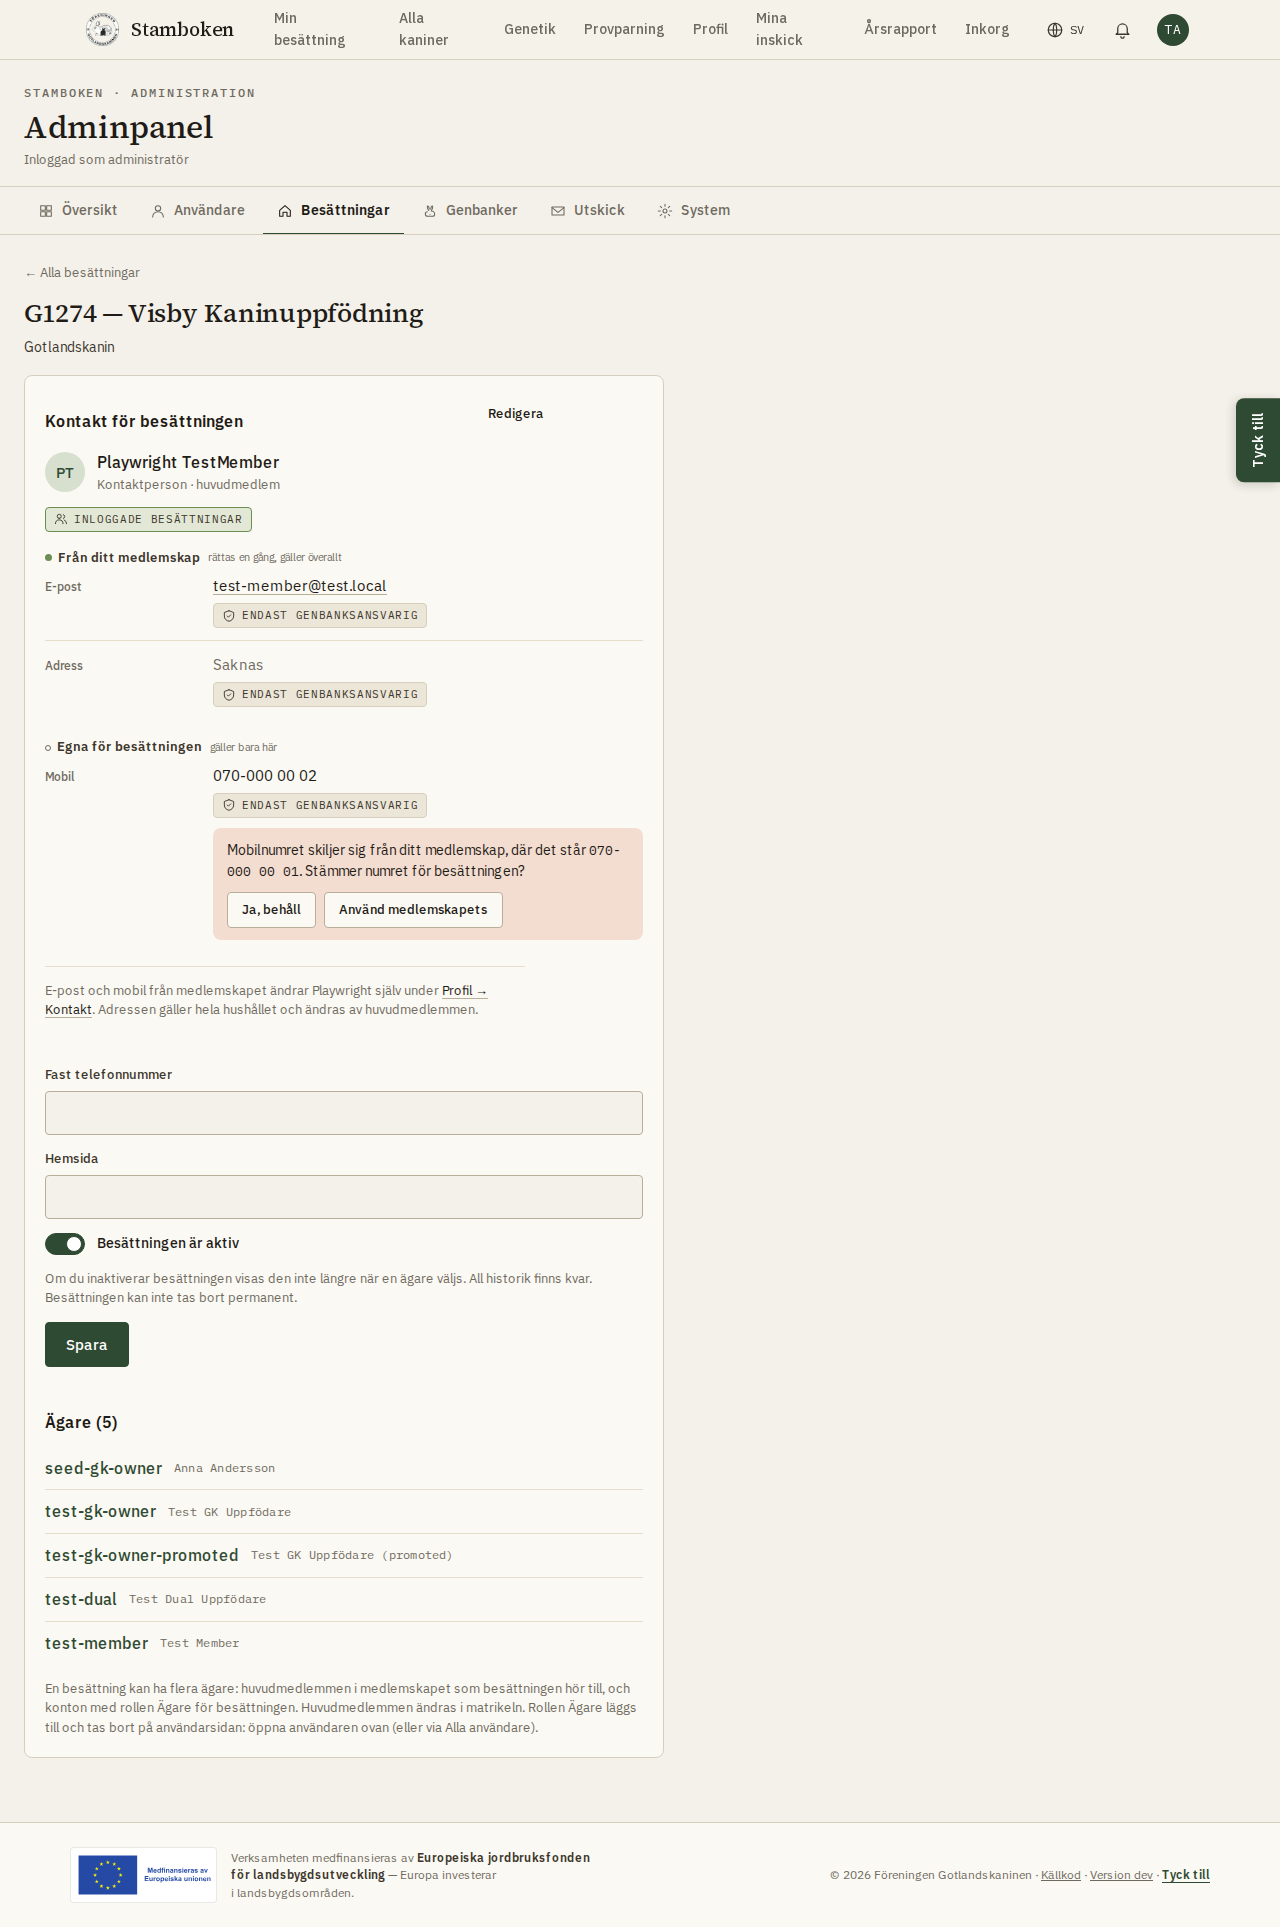 Stamboken
Min besättning
Alla kaniner
Genetik
Provparning
Profil
Mina inskick
Årsrapport
Inkorg
SV
TA
STAMBOKEN · ADMINISTRATION
Adminpanel
Inloggad som administratör
Översikt
Användare
Besättningar
Genbanker
Utskick
System
← Alla besättningar
G1274 — Visby Kaninuppfödning
Gotlandskanin
Kontakt för besättningen
Redigera
PT
Playwright TestMember
Kontaktperson · huvudmedlem
INLOGGADE BESÄTTNINGAR
Från ditt medlemskap rättas en gång, gäller överallt
E-post
test-member@test.local
ENDAST GENBANKSANSVARIG
Adress
Saknas
ENDAST GENBANKSANSVARIG
Egna för besättningen gäller bara här
Mobil
070-000 00 02
ENDAST GENBANKSANSVARIG
Mobilnumret skiljer sig från ditt medlemskap, där det står 070-
000 00 01. Stämmer numret för besättningen?
Ja, behåll
Använd medlemskapets
E-post och mobil från medlemskapet ändrar Playwright själv under Profil →
Kontakt. Adressen gäller hela hushållet och ändras av huvudmedlemmen.
Fast telefonnummer
Hemsida
Besättningen är aktiv
Om du inaktiverar besättningen visas den inte längre när en ägare väljs. All historik finns kvar.
Besättningen kan inte tas bort permanent.
Spara
Ägare (5)
seed-gk-owner Anna Andersson
test-gk-owner Test GK Uppfödare
test-gk-owner-promoted Test GK Uppfödare (promoted)
test-dual Test Dual Uppfödare
test-member Test Member
En besättning kan ha flera ägare: huvudmedlemmen i medlemskapet som besättningen hör till, och
konton med rollen Ägare för besättningen. Huvudmedlemmen ändras i matrikeln. Rollen Ägare läggs
till och tas bort på användarsidan: öppna användaren ovan (eller via Alla användare).
Tyck till
Medfinansieras av
Europeiska unionen
Verksamheten medfinansieras av Europeiska jordbruksfonden
för landsbygdsutveckling — Europa investerar
i landsbygdsområden.
© 2026 Föreningen Gotlandskaninen · Källkod · Version dev · Tyck till